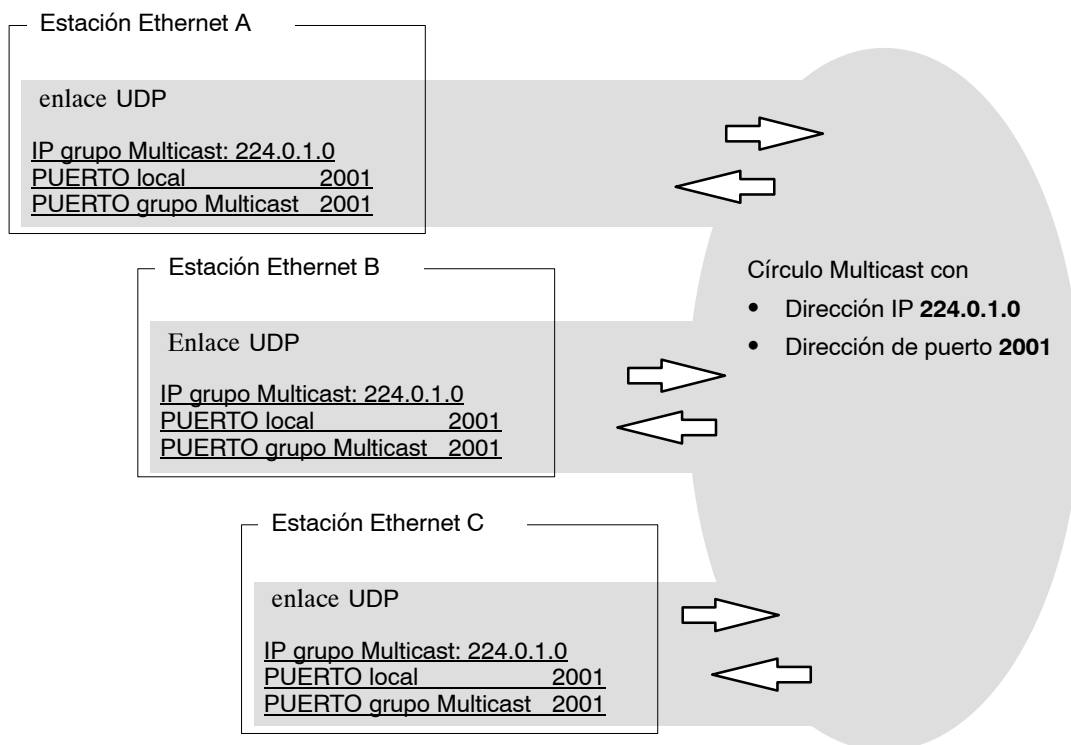 Estación Ethernet A
enlace UDP
IP grupo Multicast: 224.0.1.0
PUERTO local 2001
PUERTO grupo Multicast 2001
Estación Ethernet B
Enlace UDP
IP grupo Multicast: 224.0.1.0
PUERTO local 2001
PUERTO grupo Multicast 2001
Círculo Multicast con
• Dirección IP 224.0.1.0
• Dirección de puerto 2001
Estación Ethernet C
enlace UDP
IP grupo Multicast: 224.0.1.0
PUERTO local 2001
PUERTO grupo Multicast 2001